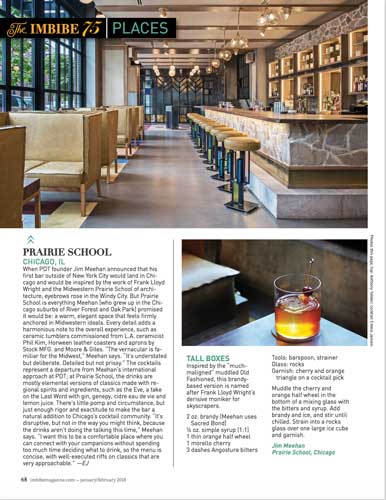 The IMBIBE 75 PLACES
PRAIRIE SCHOOL
CHICAGO, IL
When PDT founder Jim Meehan announced that his
first bar outside of New York City would land in Chi-
cago and would be inspired by the work of Frank Lloyd
Wright and the Midwestern Prairie School of archi-
tecture, eyebrows rose in the Windy City. But Prairie
School is everything Meehan (who grew up in the Chi-
cago suburbs of River Forest and Oak Park) promised
it would be: a warm, elegant space that feels firmly
anchored in Midwestern ideals. Every detail adds a
harmonious note to the overall experience, such as
ceramic tumblers commissioned from L.A. ceramicist
Phil Kim, Horween leather coasters and aprons by
Stock MFG. and Moore & Giles. "The vernacular is fa-
miliar for the Midwest," Meehan says. "It's understated
but deliberate. Detailed but not prissy." The cocktails
represent a departure from Meehan's international
approach at PDT; at Prairie School, the drinks are
mostly elemental versions of classics made with re-
gional spirits and ingredients, such as the Eve, a take
on the Last Word with gin, genepy, cidre eau de vie and
lemon juice. There's little pomp and circumstance, but
just enough rigor and exactitude to make the bar a
natural addition to Chicago's cocktail community. "It's
disruptive, but not in the way you might think, because
the drinks aren't doing the talking this time," Meehan
says. "I want this to be a comfortable place where you
can connect with your companions without spending
too much time deciding what to drink, so the menu is
concise, with well-executed riffs on classics that are
very approachable." —EJ
TALL BOXES
Inspired by the "much-
maligned" muddled Old
Fashioned, this brandy-
based version is named
after Frank Lloyd Wright's
derisive moniker for
skyscrapers.
2 oz. brandy (Meehan uses
Sacred Bond)
¼ oz. simple syrup (1:1)
1 thin orange half wheel
1 morello cherry
3 dashes Angostura bitters
Tools: barspoon, strainer
Glass: rocks
Garnish: cherry and orange
triangle on a cocktail pick
Muddle the cherry and
orange half wheel in the
bottom of a mixing glass with
the bitters and syrup. Add
brandy and ice, and stir until
chilled. Strain into a rocks
glass over one large ice cube
and garnish.
Jim Meehan
Prairie School, Chicago
68 imbibemagazine.com — january/february 2018